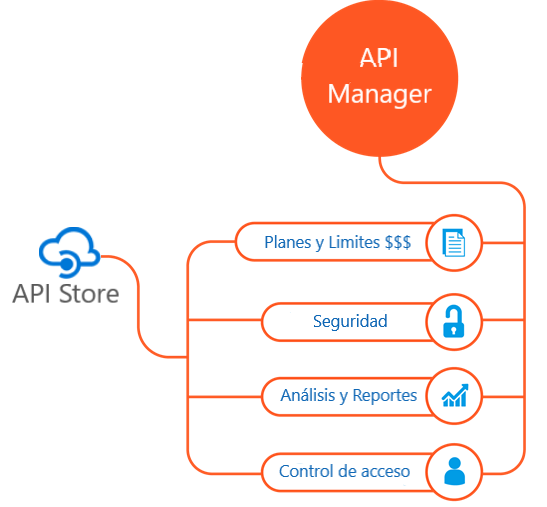 API
Manager
Planes y Limites $$$
API Store
Seguridad
Análisis y Reportes
Control de acceso